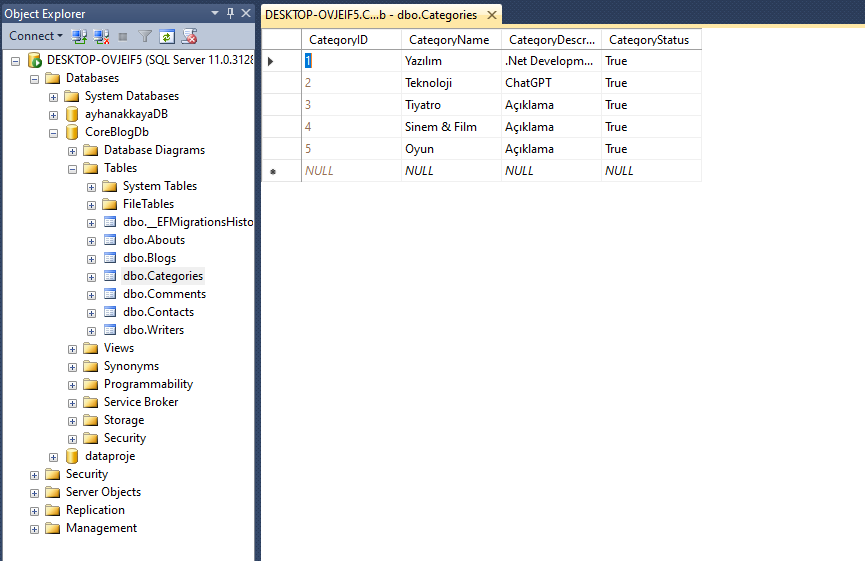 Object Explorer
Connect
DESKTOP-OVJEIF5 (SQL Server 11.0.3128
Databases
System Databases
ayhanakkayaDB
CoreBlogDb
Database Diagrams
Tables
System Tables
FileTables
dbo.__EFMigrationsHisto
dbo.Abouts
dbo.Blogs
dbo.Categories
dbo.Comments
dbo.Contacts
dbo.Writers
Views
Synonyms
Programmability
Service Broker
Storage
Security
dataproje
Security
Server Objects
Replication
Management
DESKTOP-OVJEIF5.C...b - dbo.Categories
CategoryID CategoryName CategoryDescr... CategoryStatus
1 Yazılım .Net Developm... True
2 Teknoloji ChatGPT True
3 Tiyatro Açıklama True
4 Sinem & Film Açıklama True
5 Oyun Açıklama True
NULL NULL NULL NULL